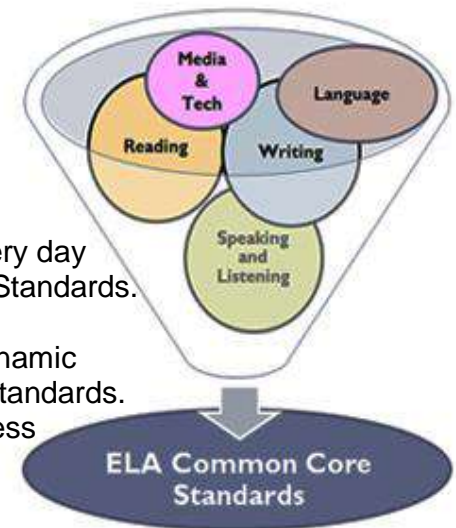 Media
&
Tech
Language
Reading
Writing
Speaking
and
Listening
ery day
Standards.
namic
tandards.
ess
ELA Common Core
Standards